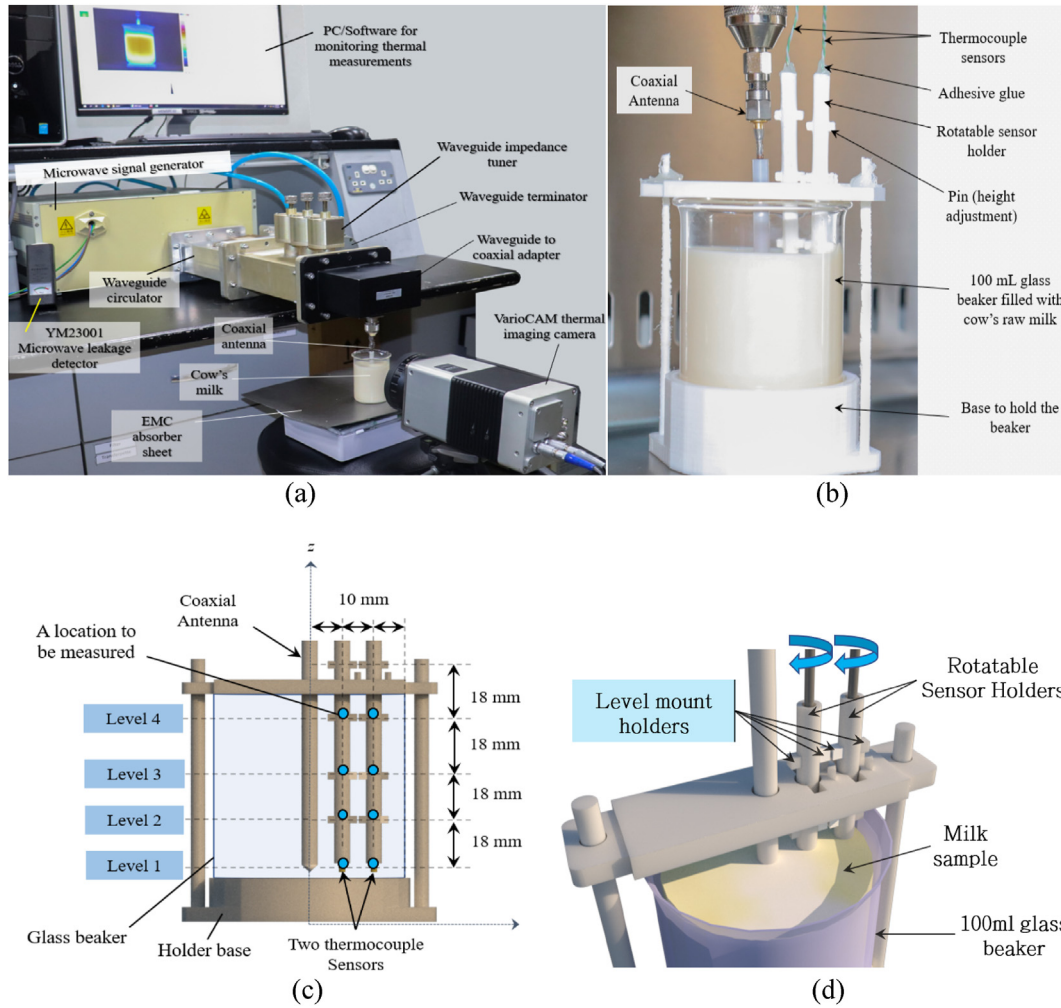 PC/Software for
monitoring thermal
measurements
Microwave signal generator
Waveguide impedance
tuner
Waveguide terminator
Waveguide to
coaxial adapter
Waveguide
circulator
YM23001
Microwave leakage
detector
Coaxial
antenna
VarioCAM thermal
imaging camera
Cow's
milk
EMC
absorber
sheet
(a)
Thermocouple
sensors
Coaxial
Antenna
Adhesive glue
Rotatable sensor
holder
Pin (height
adjustment)
100 mL glass
beaker filled with
cow's raw milk
Base to hold the
beaker
(b)
z
Coaxial
Antenna
10 mm
A location to
be measured
18 mm
Level 4
18 mm
Level 3
18 mm
Level 2
18 mm
Level 1
Glass beaker
Holder base
Two thermocouple
Sensors
(c)
Rotatable
Sensor Holders
Level mount
holders
Milk
sample
100ml glass
beaker
(d)